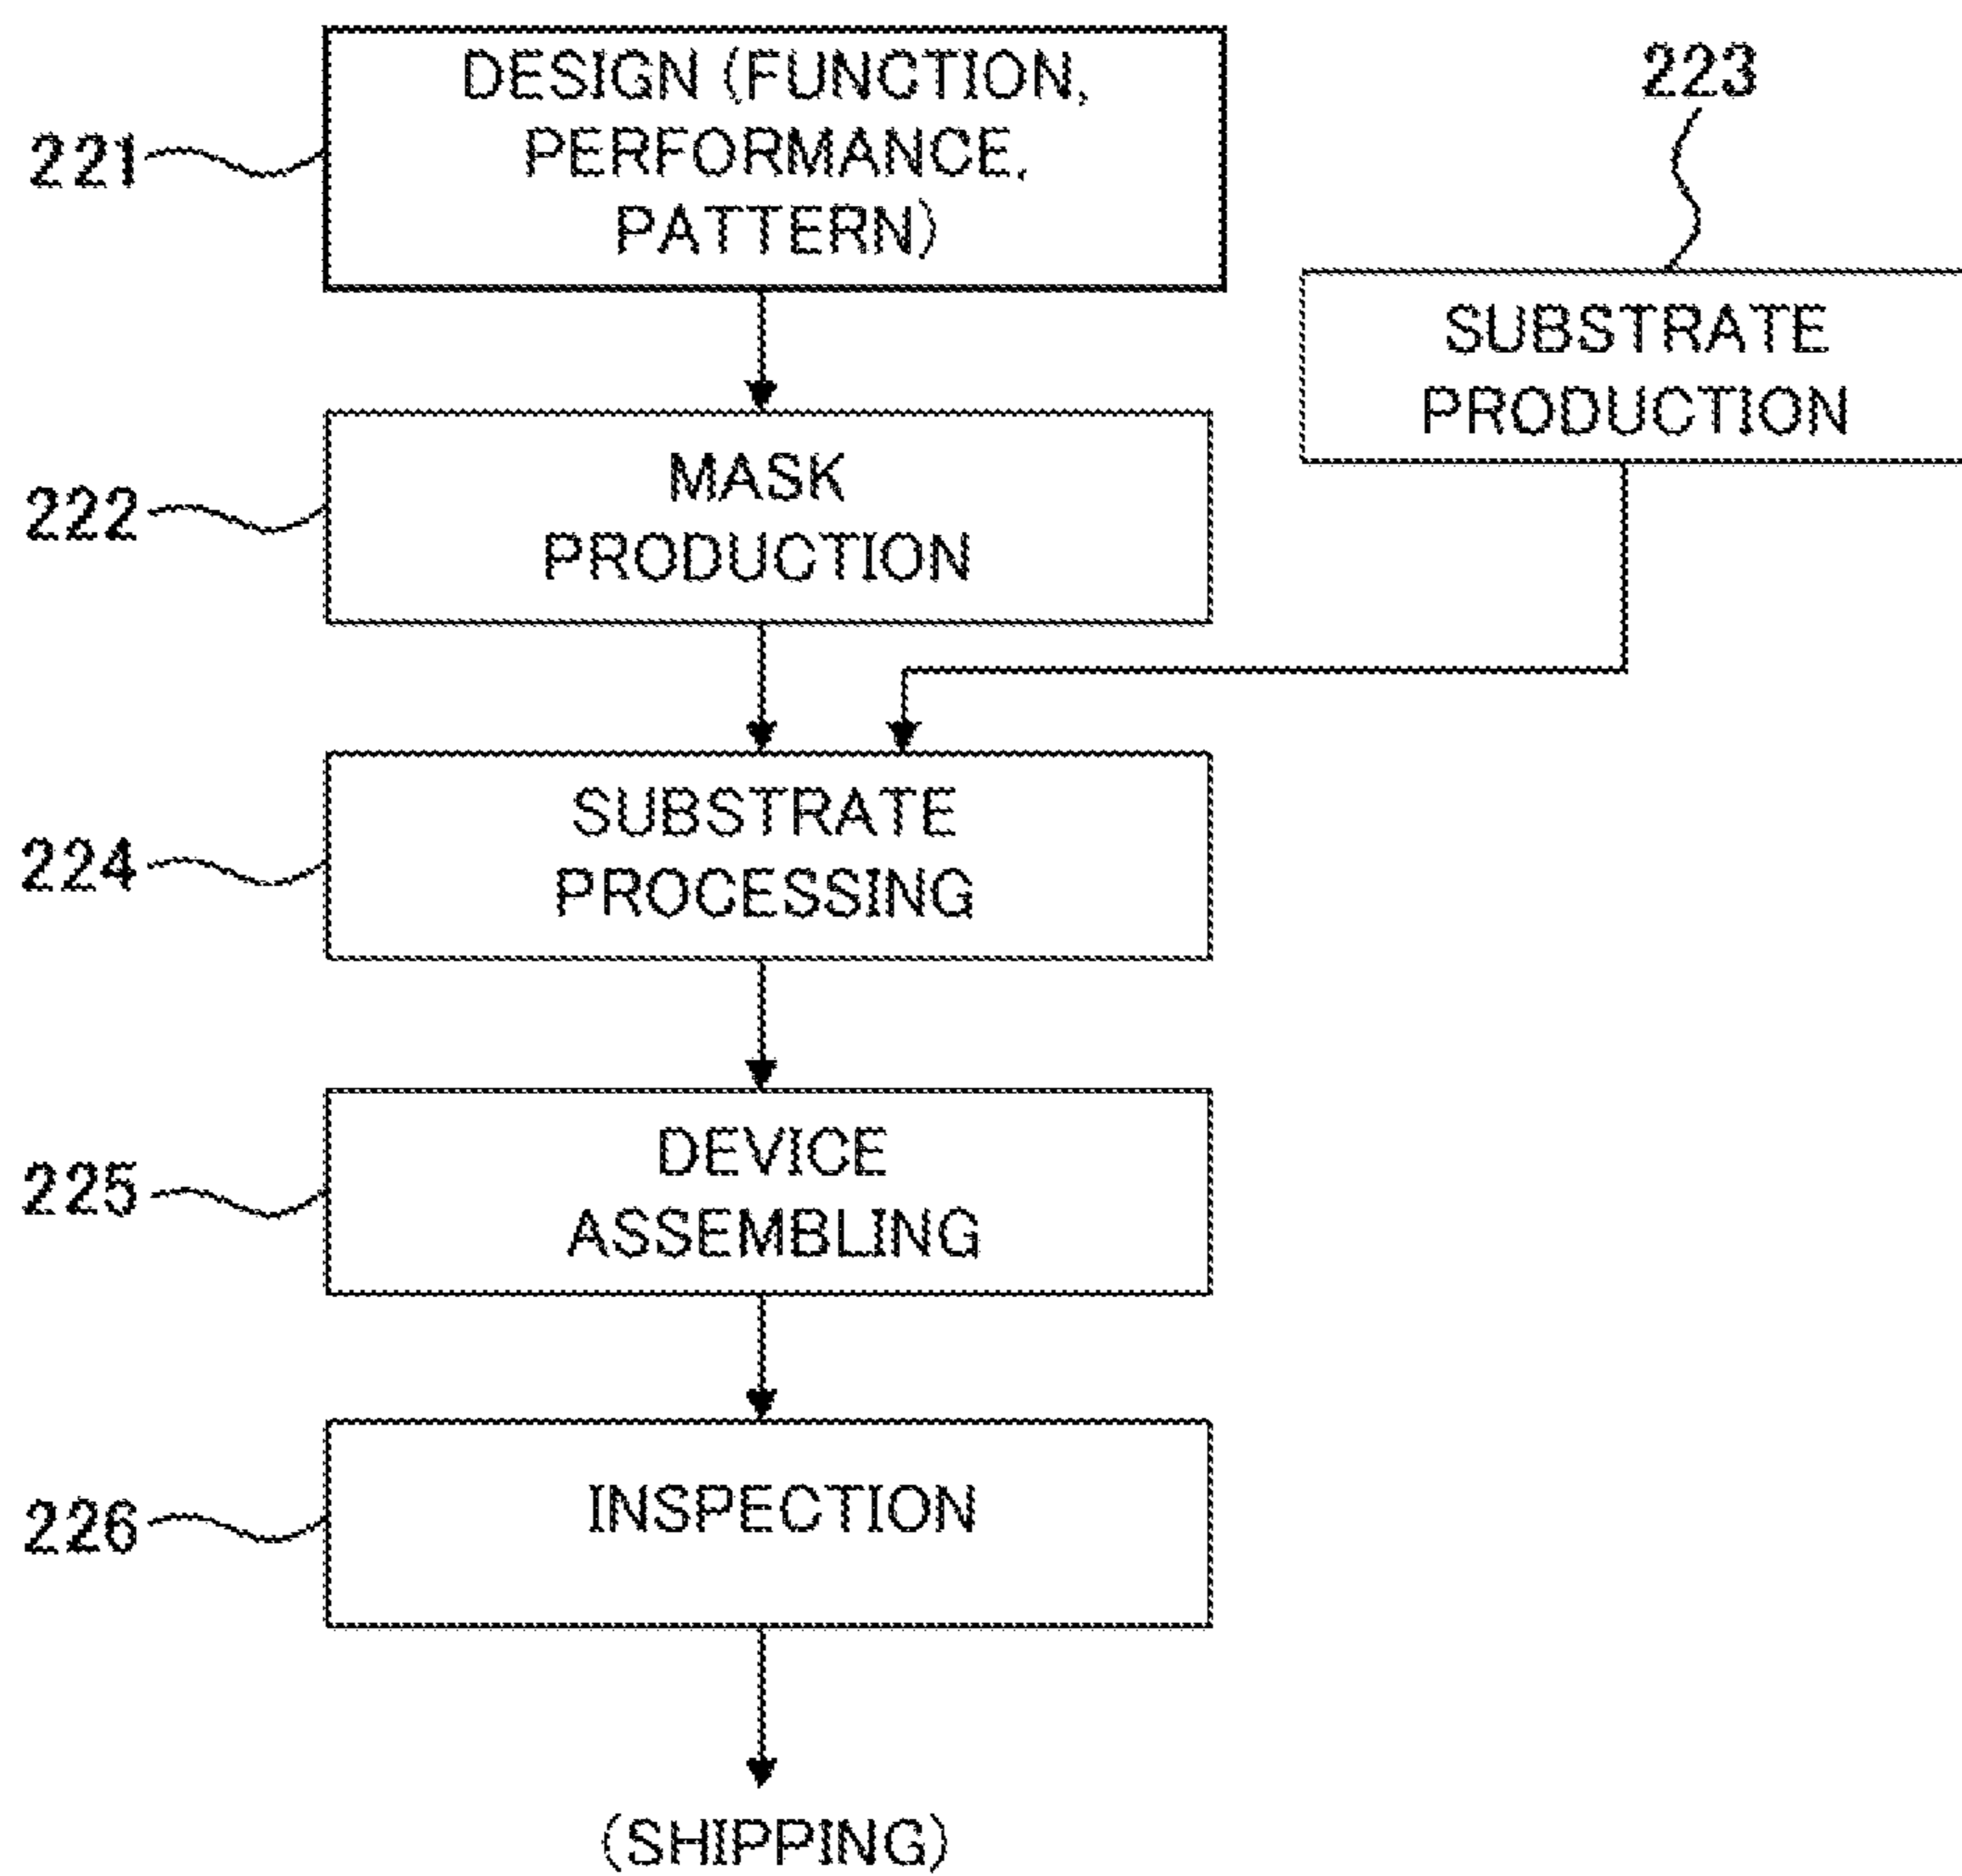 221
DESIGN (FUNCTION,
PERFORMANCE,
PATTERN)
223
SUBSTRATE
PRODUCTION
222
MASK
PRODUCTION
224
SUBSTRATE
PROCESSING
225
DEVICE
ASSEMBLING
226
INSPECTION
(SHIPPING)